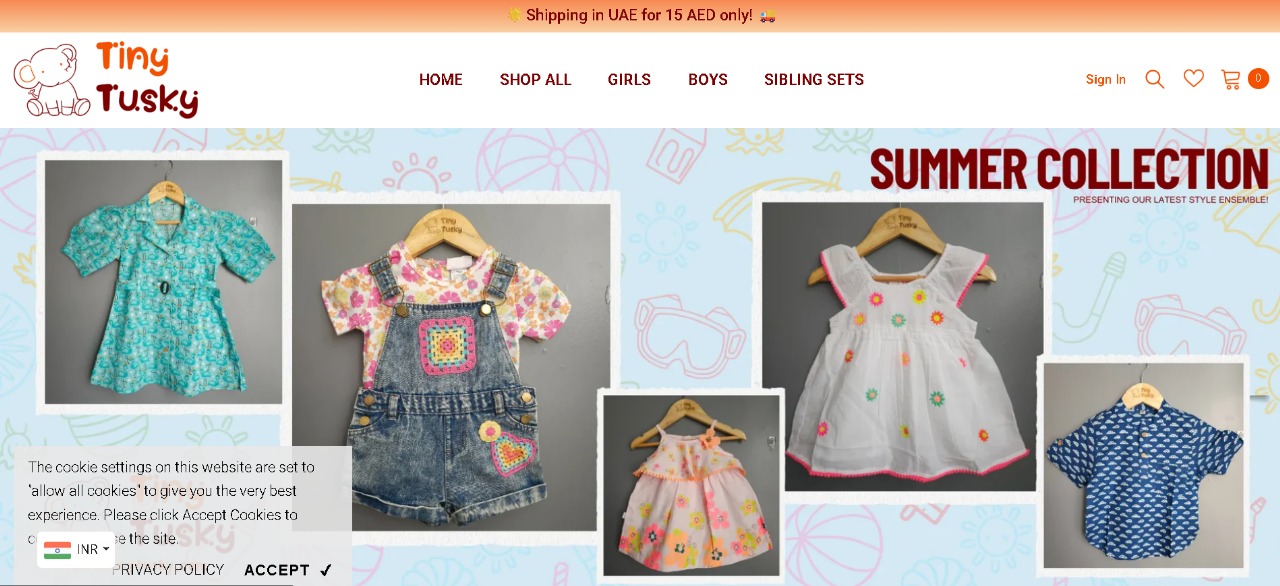 Shipping in UAE for 15 AED only!
Tiny
Tusky
HOME
SHOP ALL
GIRLS
BOYS
SIBLING SETS
Sign In
0
SUMMER COLLECTION
PRESENTING OUR LATEST STYLE ENSEMBLE!
Tiny
Tusky
Tiny
Tusky
The cookie settings on this website are set to
'allow all cookies' to give you the very best
experience. Please click Accept Cookies to
the site.
INR
PRIVACY POLICY
ACCEPT ✓